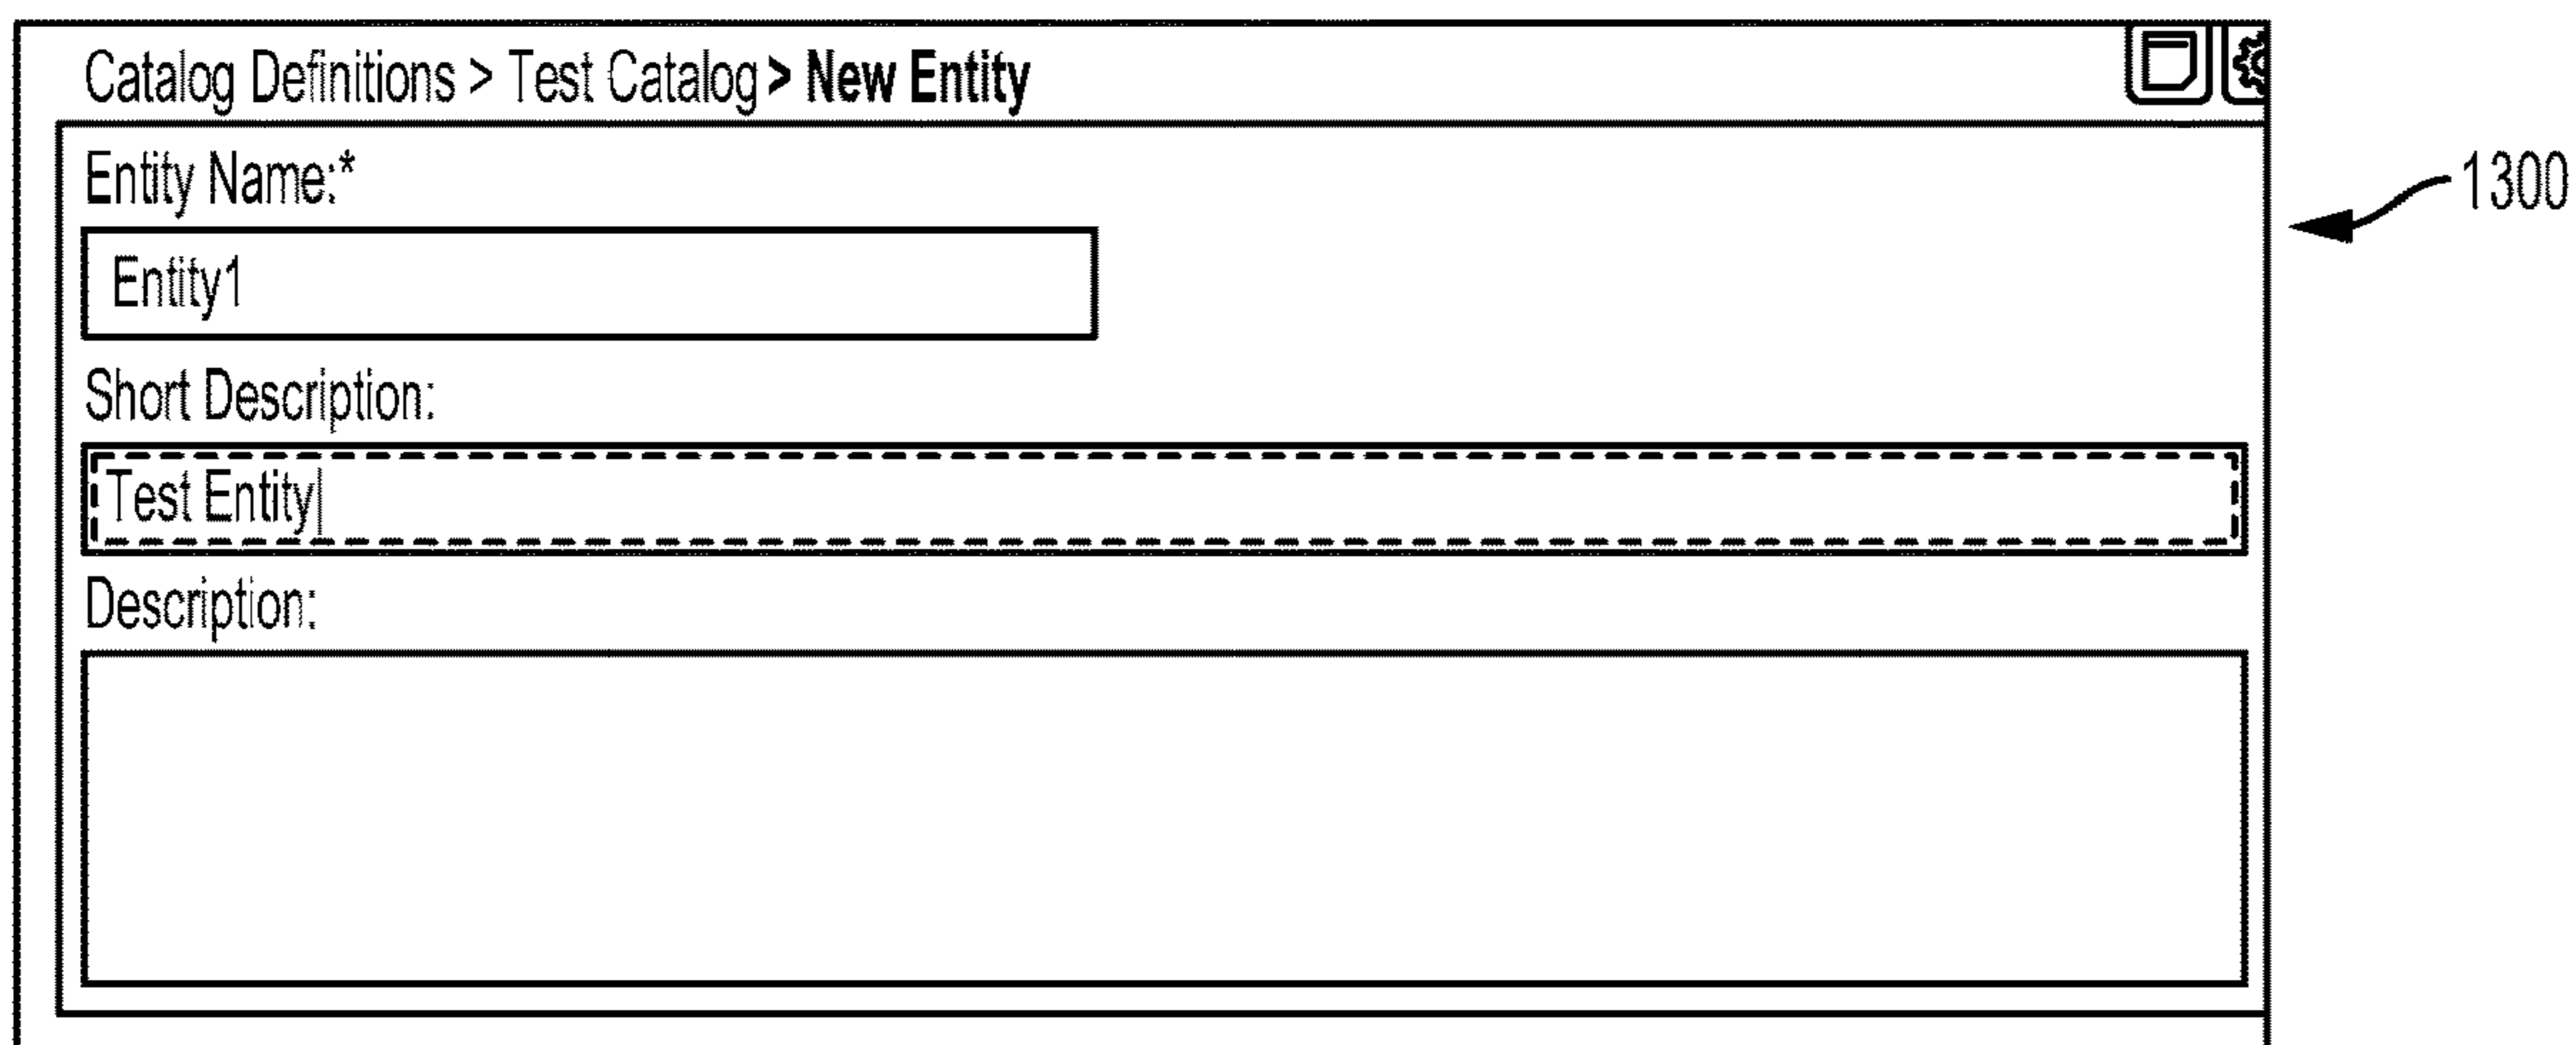 Catalog Definitions > Test Catalog > New Entity
Entity Name:*
1300
Entity1
Short Description:
Test Entity
Description: